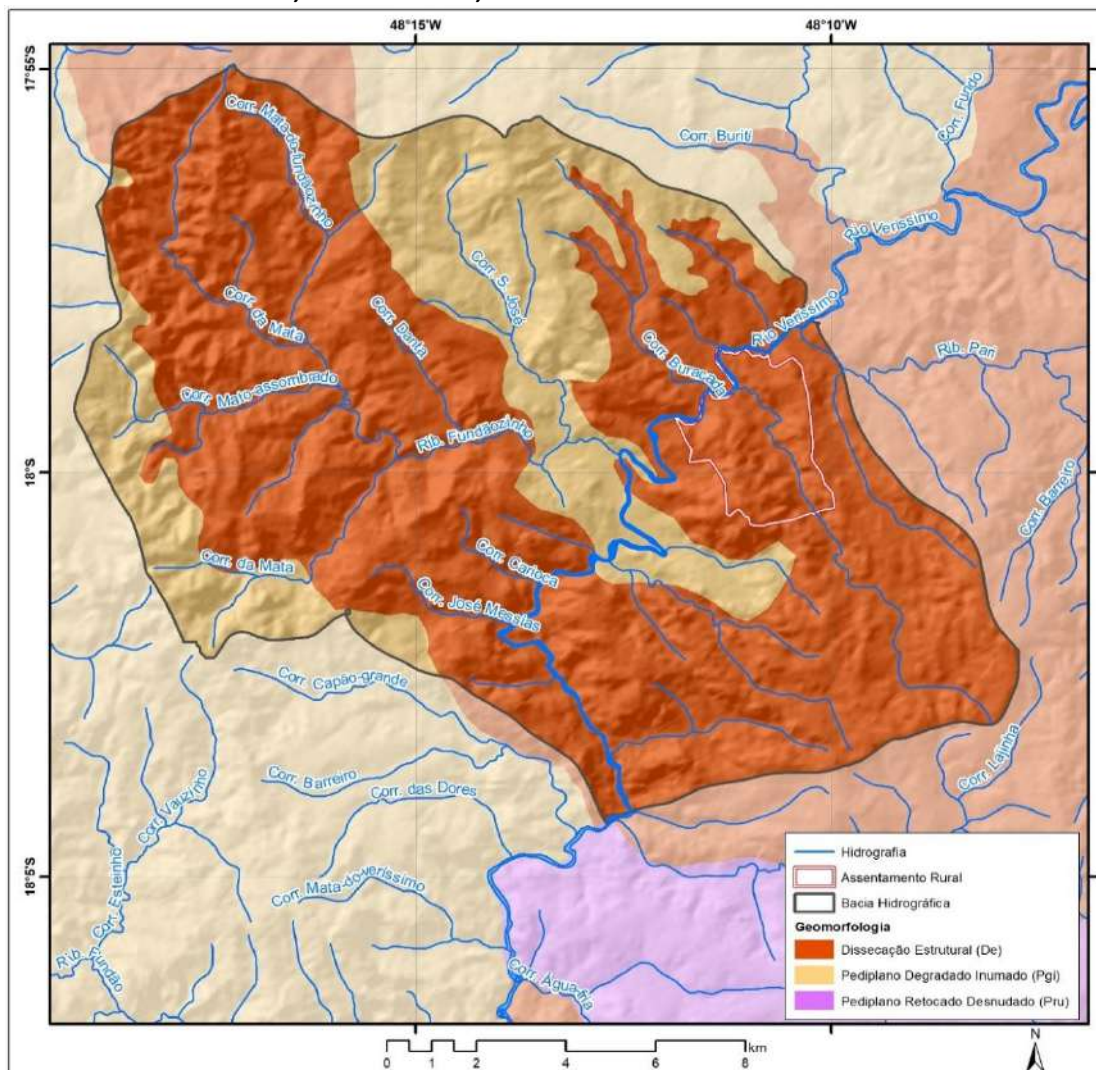 48°15'W
48°10'W
17°55'S
Corr. Mato-do-fundãozinho
Corr. Fundo
Corr. Buriti
Rio Veríssimo
Corr. S. José
Corr. da Mata
Corr. Danta
Rio Veríssimo
Rib. Pari
Corr. Buracada
Corr. Mato-assombrado
Rib. Fundãozinho
18°S
Corr. Barreiro
Corr. da Mata
Corr. Carioca
Corr. José Messias
Corr. Capão-grande
Corr. Barreiro
Corr. das Dores
Corr. Lajinha
Corr. Vauzinho
18°5'S
Corr. Mata-do-veríssimo
Corr. Esteinho
Rib. Fundão
Corr. Água-fria
Hidrografia
Assentamento Rural
Bacia Hidrográfica
Geomorfologia
Dissecação Estrutural (De)
Pediplano Degradado Inumado (Pgi)
Pediplano Retocado Desnudado (Pru)
0 1 2 4 6 8 km
N